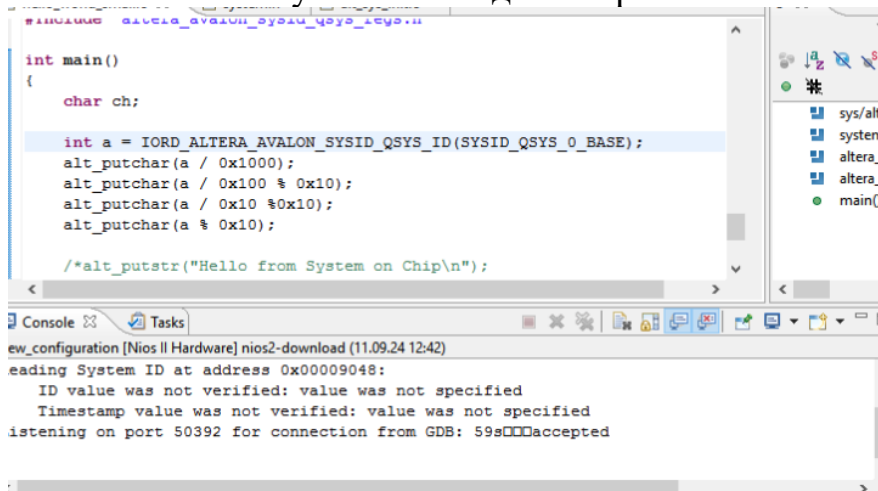 #include "altera_avalon_sysid_qsys_regs.h"
int main()
{
char ch;
int a = IORD_ALTERA_AVALON_SYSID_QSYS_ID(SYSID_QSYS_0_BASE);
alt_putchar(a / 0x1000);
alt_putchar(a / 0x100 % 0x10);
alt_putchar(a / 0x10 %0x10);
alt_putchar(a % 0x10);
/*alt_putstr("Hello from System on Chip\n");
sys/alt
system
altera_
altera_
main()
Console Tasks
ew_configuration [Nios II Hardware] nios2-download (11.09.24 12:42)
eading System ID at address 0x00009048:
ID value was not verified: value was not specified
Timestamp value was not verified: value was not specified
istening on port 50392 for connection from GDB: 59s□□□accepted